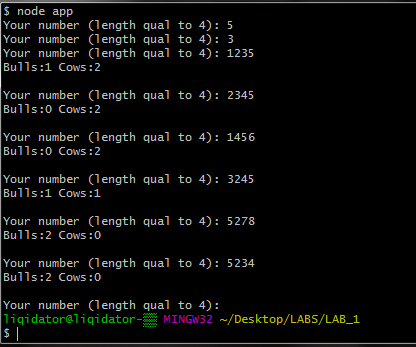 $ node app
Your number (length qual to 4): 5
Your number (length qual to 4): 3
Your number (length qual to 4): 1235
Bulls:1 Cows:2
Your number (length qual to 4): 2345
Bulls:0 Cows:2
Your number (length qual to 4): 1456
Bulls:0 Cows:2
Your number (length qual to 4): 3245
Bulls:1 Cows:1
Your number (length qual to 4): 5278
Bulls:2 Cows:0
Your number (length qual to 4): 5234
Bulls:2 Cows:0
Your number (length qual to 4):
liqidator@liqidator-▒▒ MINGW32 ~/Desktop/LABS/LAB_1
$